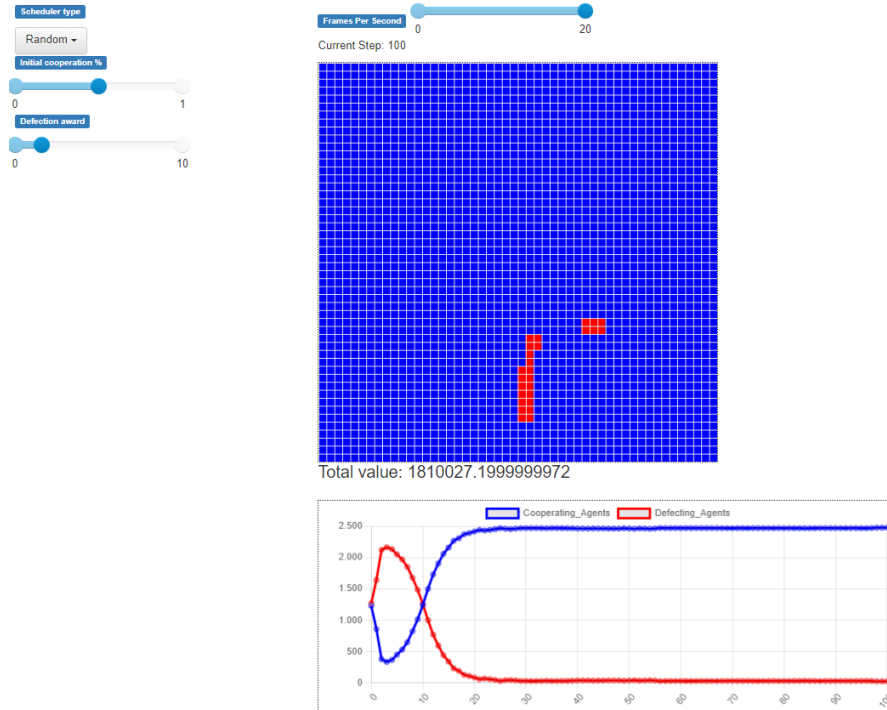 Scheduler type
Random
Initial cooperation %
0 1
Defection award
0 10
Frames Per Second
0 20
Current Step: 100
Total value: 1810027.1999999972
Cooperating_Agents Defecting_Agents
2.500
2.000
1.500
1.000
500
0
0 10 20 30 40 50 60 70 80 90 100